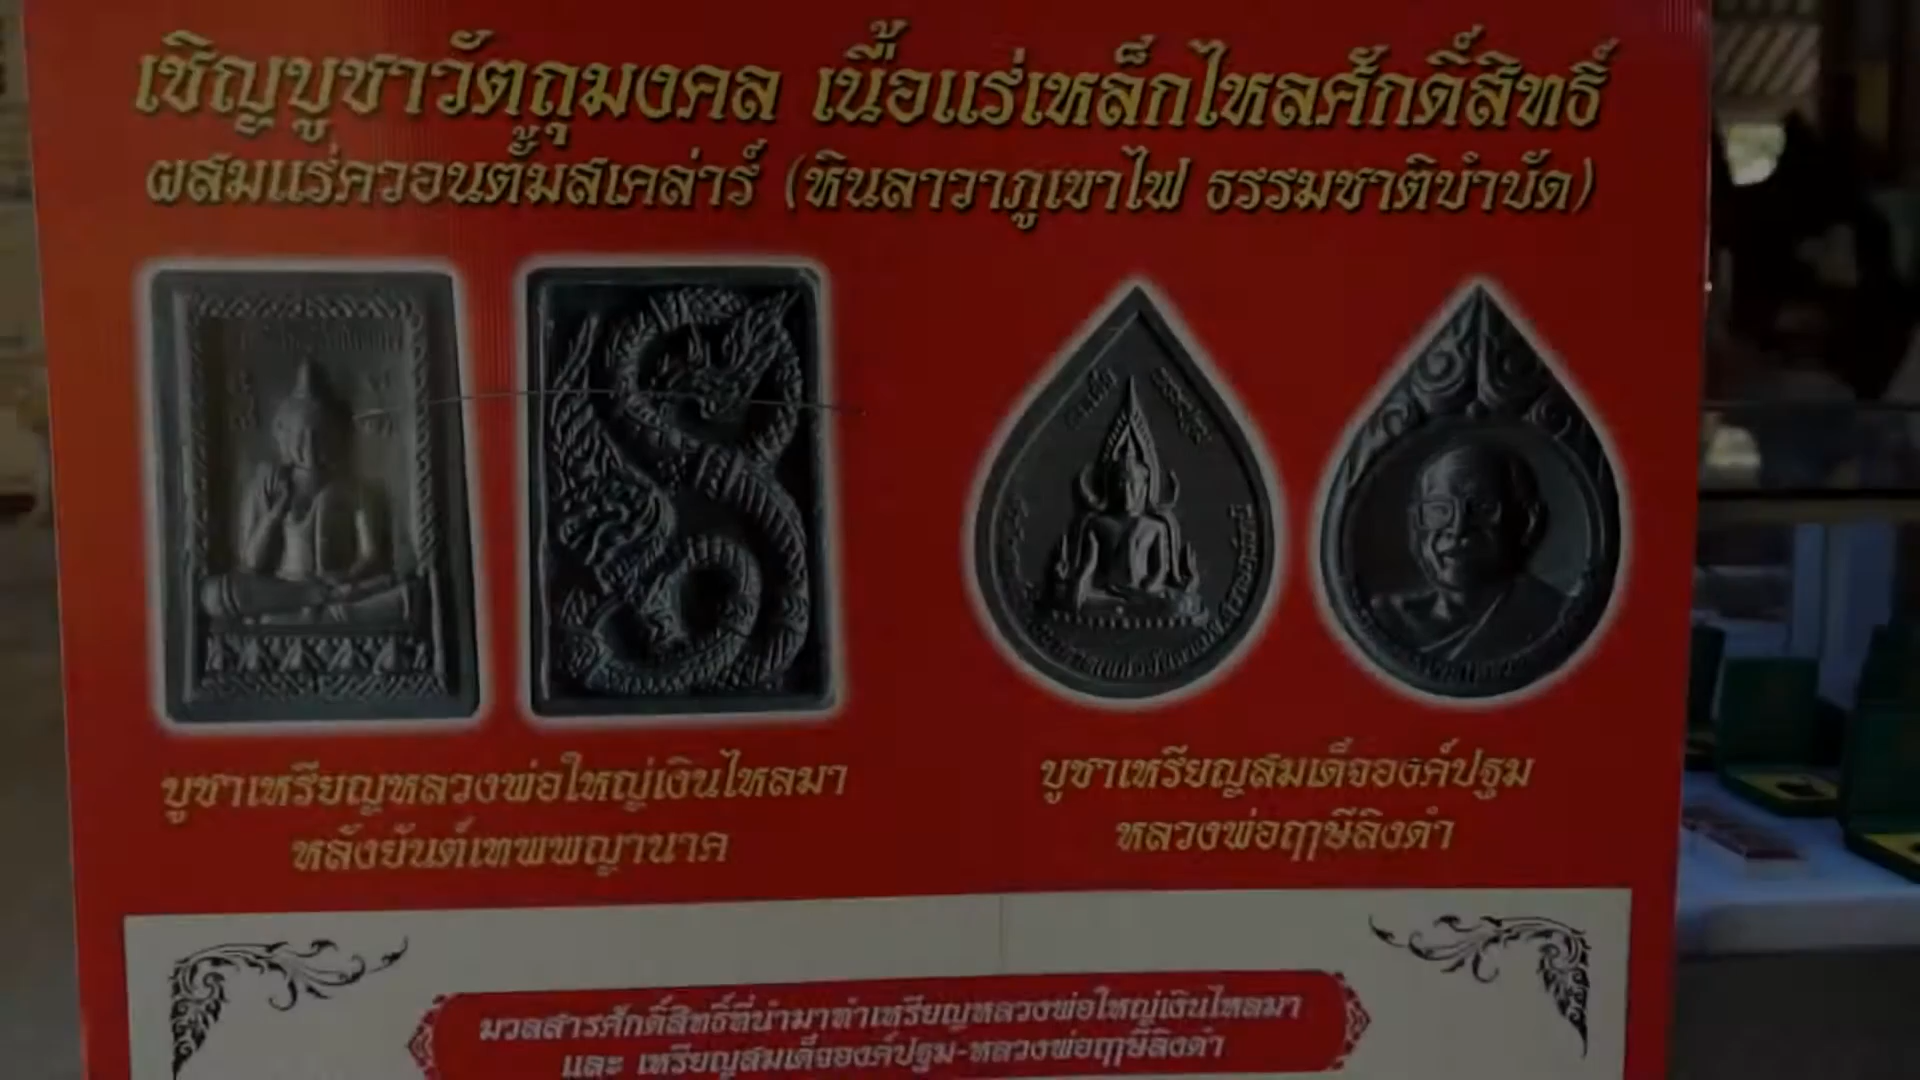 เชิญบูชาวัตถุมงคล เนื้อแร่เหล็กไหลศักดิ์สิทธิ์
ผสมแร่ควอนตั้มสเคล่าร์ (หินลาวาภูเขาไฟ ธรรมชาติบำบัด)
บูชาเหรียญหลวงพ่อใหญ่เงินไหลมา
หลังยันต์เทพพญานาค
บูชาเหรียญสมเด็จองค์ปฐม
หลวงพ่อฤๅษีลิงดำ
มวลสารศักดิ์สิทธิ์ที่นำมาทำเหรียญหลวงพ่อใหญ่เงินไหลมา
และ เหรียญสมเด็จองค์ปฐม-หลวงพ่อฤๅษีลิงดำ